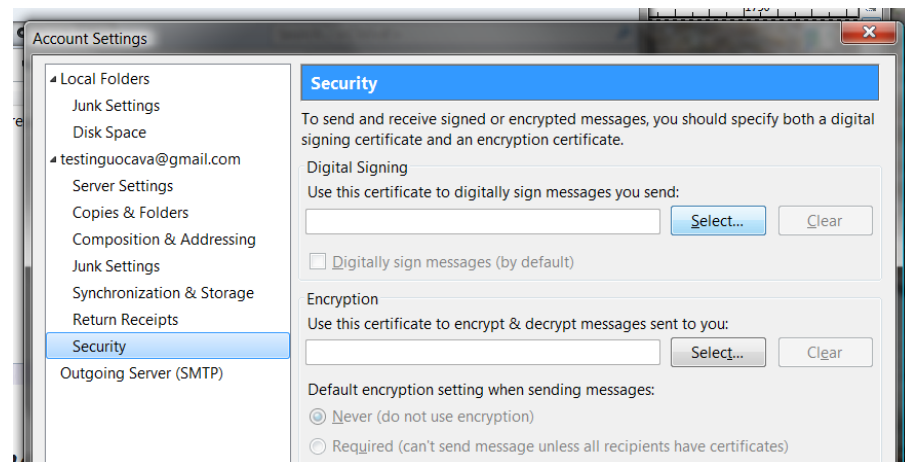 1750
Account Settings
Local Folders
Junk Settings
Disk Space
testinguocava@gmail.com
Server Settings
Copies & Folders
Composition & Addressing
Junk Settings
Synchronization & Storage
Return Receipts
Security
Outgoing Server (SMTP)
Security
To send and receive signed or encrypted messages, you should specify both a digital
signing certificate and an encryption certificate.
Digital Signing
Use this certificate to digitally sign messages you send:
Select... Clear
Digitally sign messages (by default)
Encryption
Use this certificate to encrypt & decrypt messages sent to you:
Select... Clear
Default encryption setting when sending messages:
Never (do not use encryption)
Required (can't send message unless all recipients have certificates)